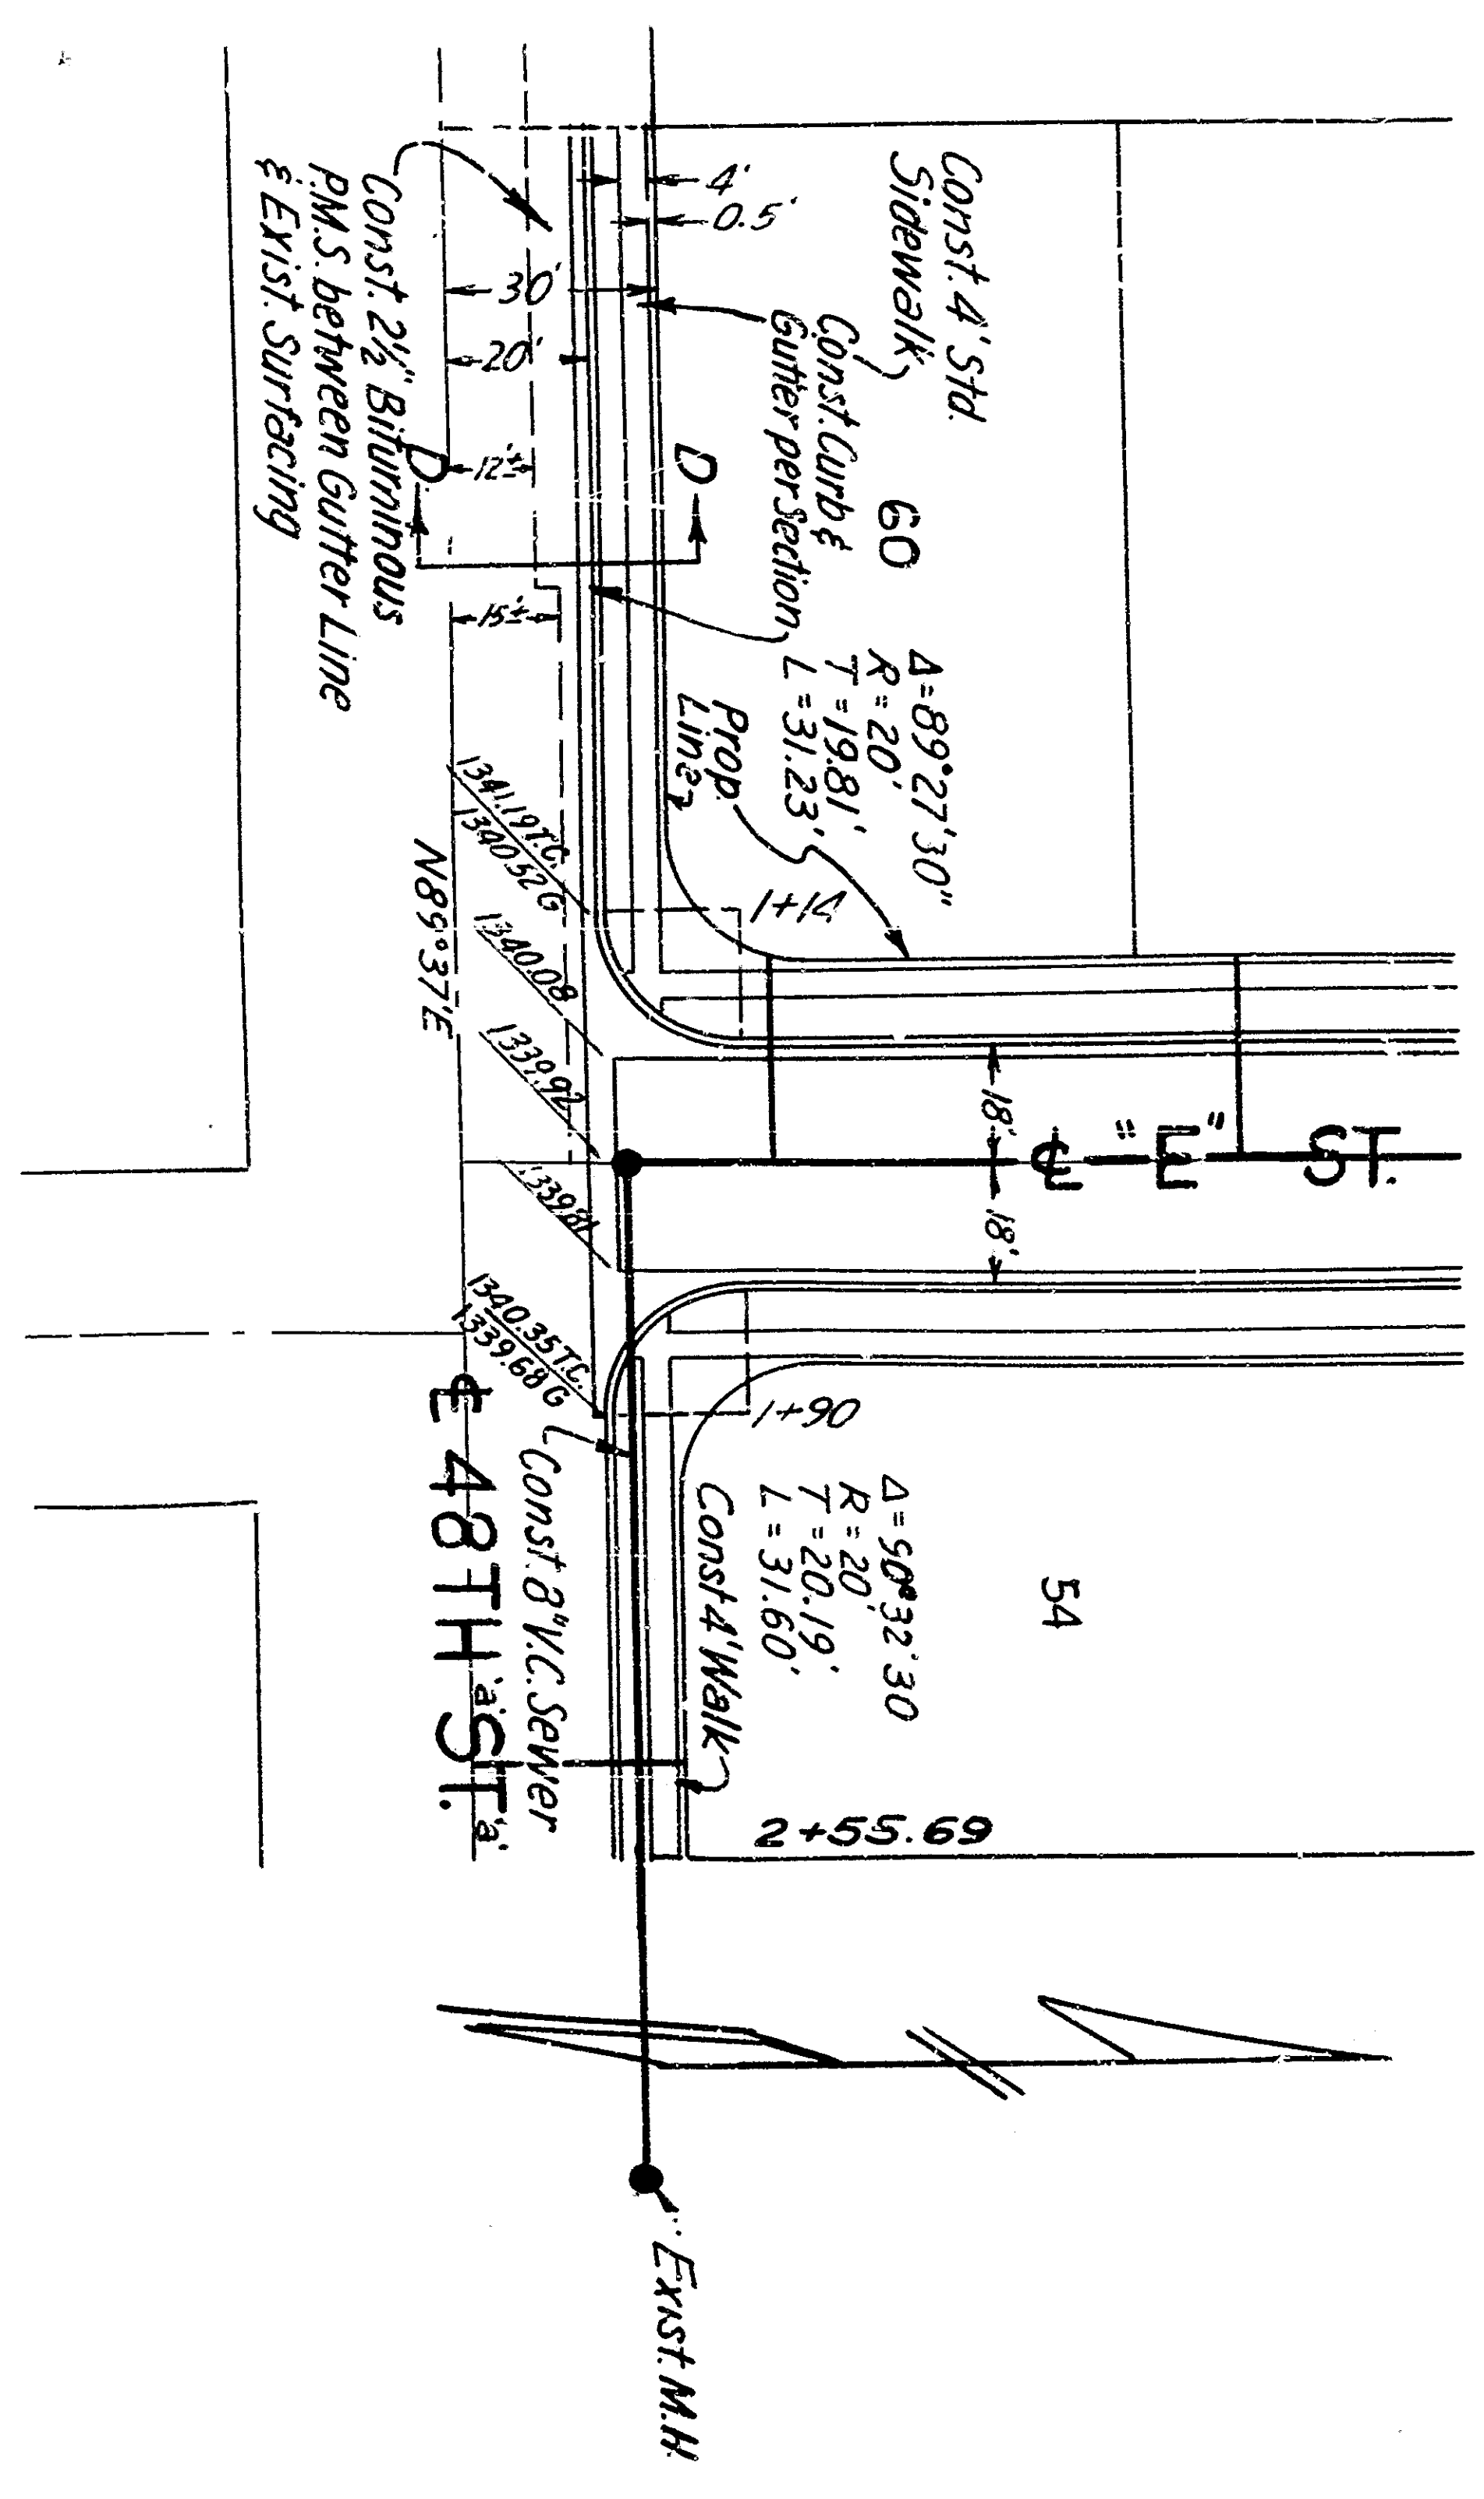 Const. 4' Std.
Sidewalk
4'
0.5'
Const. Curb &
Gutter per Section
30'
20'
12'±
15'±
D
D
60
Const. 2½" Bituminous
P.M.S. between Gutter Line
& Exist. Surfacing
Δ=89°27'30"
R=20'
T=19.81'
L=31.23'
Prop.
Line
1+14
1341.19 T.C.
1340.52 G
1340.08
1339.92
1339.81
1340.35 T.C.
1339.68 G
N89°37'E
18'
18'
℄ "E" ST.
1+90
Δ=90°32'30
R=20'
T=20.19'
L=31.60'
54
Const 4' Walk
Const. 8" V.C. Sewer
℄ 48TH ST.
'a'
'a'
2+55.69
Exist. M.H.